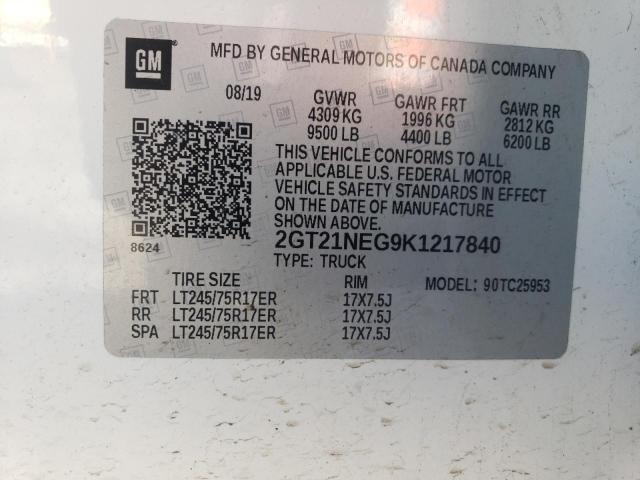 GM
MFD BY GENERAL MOTORS OF CANADA COMPANY
08/19 GVWR GAWR FRT GAWR RR
4309 KG 1996 KG 2812 KG
9500 LB 4400 LB 6200 LB
THIS VEHICLE CONFORMS TO ALL
APPLICABLE U.S. FEDERAL MOTOR
VEHICLE SAFETY STANDARDS IN EFFECT
ON THE DATE OF MANUFACTURE
SHOWN ABOVE.
8624 2GT21NEG9K1217840
TYPE: TRUCK
TIRE SIZE RIM MODEL: 90TC25953
FRT LT245/75R17ER 17X7.5J
RR LT245/75R17ER 17X7.5J
SPA LT245/75R17ER 17X7.5J